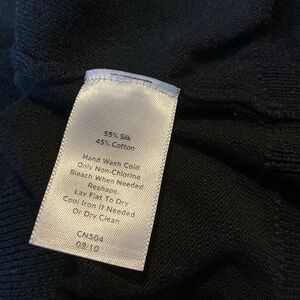 55% Silk
45% Cotton
Hand Wash Cold
Only Non-Chlorine
Bleach When Needed
Reshape,
Lay Flat To Dry
Cool Iron If Needed
Or Dry Clean
CN504
09/10